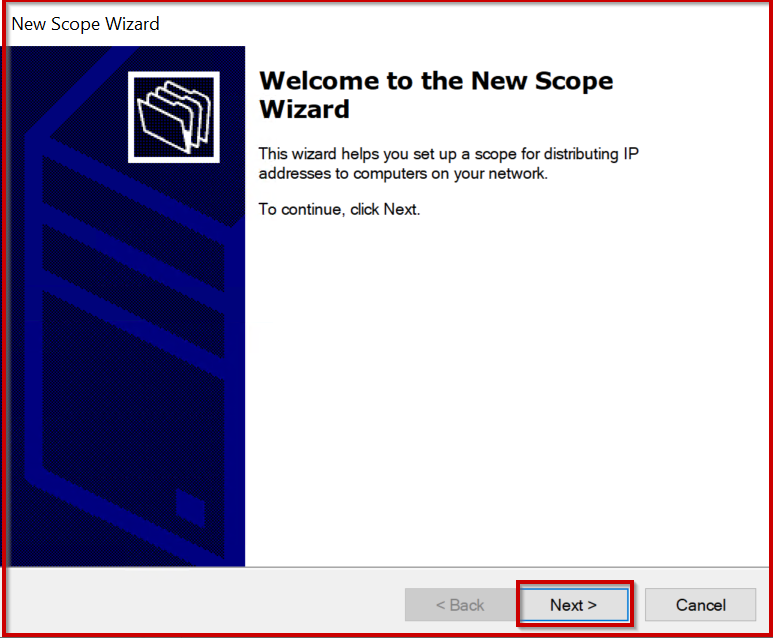 New Scope Wizard
Welcome to the New Scope
Wizard
This wizard helps you set up a scope for distributing IP
addresses to computers on your network.
To continue, click Next.
< Back
Next >
Cancel